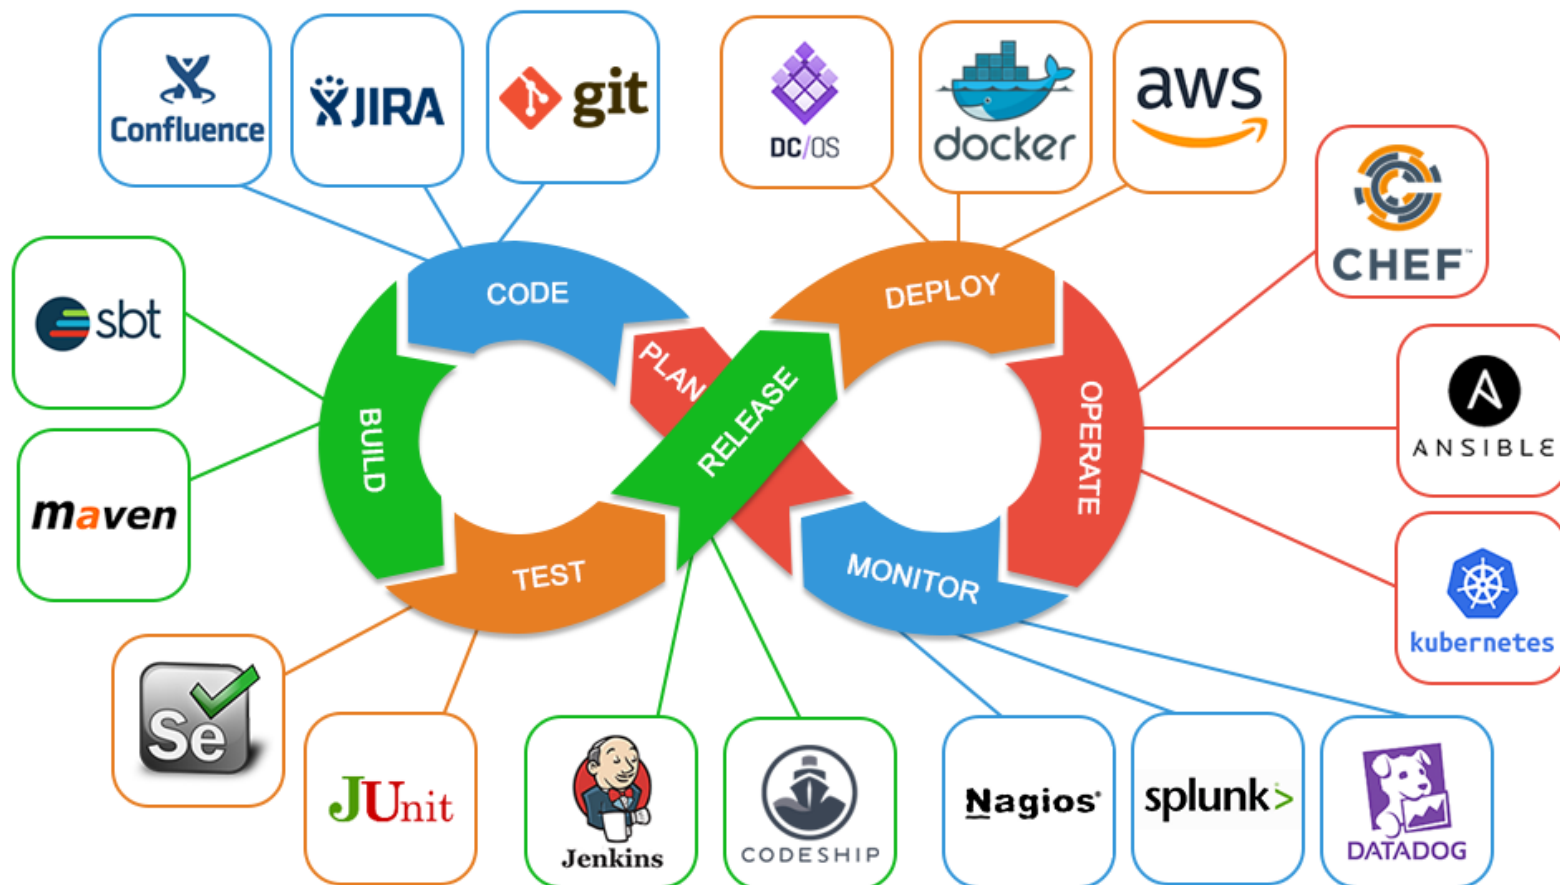 Confluence
JIRA
git
DC/OS
docker
aws
CHEF™
sbt
CODE
DEPLOY
PLAN
RELEASE
BUILD
OPERATE
ANSIBLE
maven
TEST
MONITOR
kubernetes
Se
JUnit
Jenkins
CODESHIP
Nagios®
splunk>
DATADOG